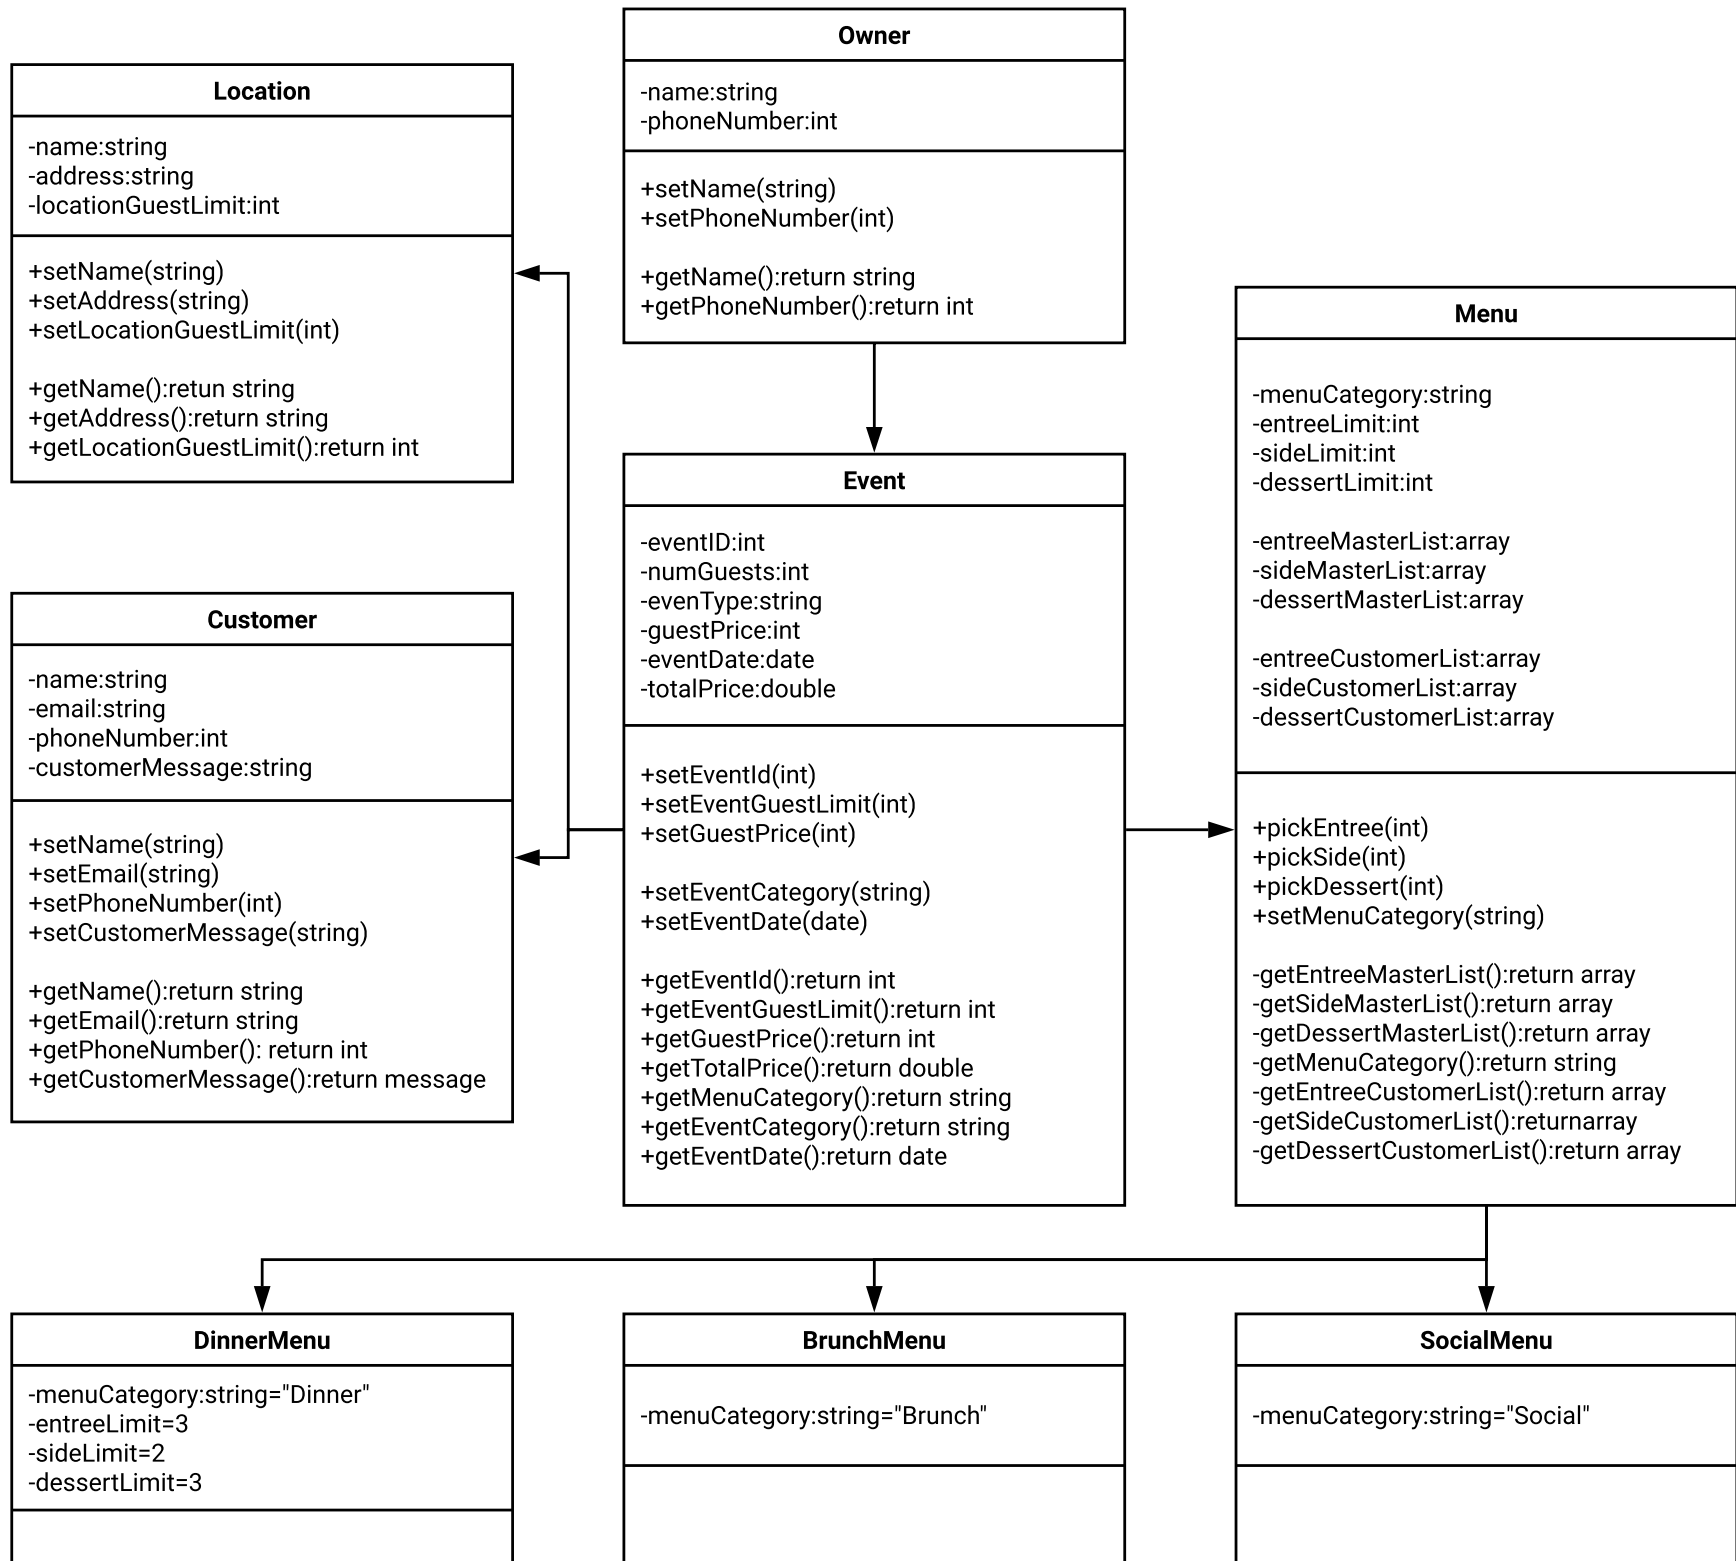 Owner
-name:string
-phoneNumber:int
+setName(string)
+setPhoneNumber(int)
+getName():return string
+getPhoneNumber():return int
Location
-name:string
-address:string
-locationGuestLimit:int
+setName(string)
+setAddress(string)
+setLocationGuestLimit(int)
+getName():retun string
+getAddress():return string
+getLocationGuestLimit():return int
Customer
-name:string
-email:string
-phoneNumber:int
-customerMessage:string
+setName(string)
+setEmail(string)
+setPhoneNumber(int)
+setCustomerMessage(string)
+getName():return string
+getEmail():return string
+getPhoneNumber(): return int
+getCustomerMessage():return message
Event
-eventID:int
-numGuests:int
-evenType:string
-guestPrice:int
-eventDate:date
-totalPrice:double
+setEventId(int)
+setEventGuestLimit(int)
+setGuestPrice(int)
+setEventCategory(string)
+setEventDate(date)
+getEventId():return int
+getEventGuestLimit():return int
+getGuestPrice():return int
+getTotalPrice():return double
+getMenuCategory():return string
+getEventCategory():return string
+getEventDate():return date
Menu
-menuCategory:string
-entreeLimit:int
-sideLimit:int
-dessertLimit:int
-entreeMasterList:array
-sideMasterList:array
-dessertMasterList:array
-entreeCustomerList:array
-sideCustomerList:array
-dessertCustomerList:array
+pickEntree(int)
+pickSide(int)
+pickDessert(int)
+setMenuCategory(string)
-getEntreeMasterList():return array
-getSideMasterList():return array
-getDessertMasterList():return array
-getMenuCategory():return string
-getEntreeCustomerList():return array
-getSideCustomerList():returnarray
-getDessertCustomerList():return array
DinnerMenu
-menuCategory:string="Dinner"
-entreeLimit=3
-sideLimit=2
-dessertLimit=3
BrunchMenu
-menuCategory:string="Brunch"
SocialMenu
-menuCategory:string="Social"